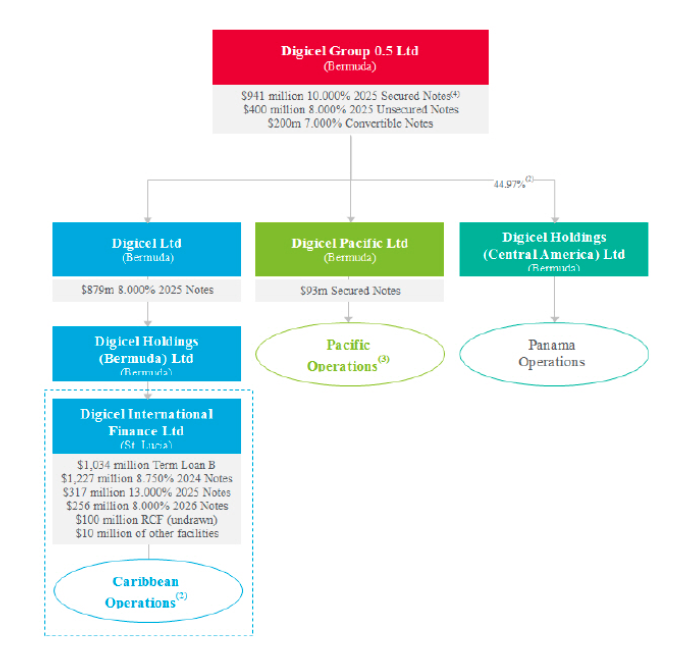 Digicel Group 0.5 Ltd
(Bermuda)
$941 million 10.000% 2025 Secured Notes(4)
$400 million 8.000% 2025 Unsecured Notes
$200m 7.000% Convertible Notes
44.97%(2)
Digicel Ltd
(Bermuda)
$879m 8.000% 2025 Notes
Digicel Pacific Ltd
(Bermuda)
$93m Secured Notes
Digicel Holdings
(Central America) Ltd
(Bermuda)
Digicel Holdings
(Bermuda) Ltd
(Bermuda)
Pacific
Operations(3)
Panama
Operations
Digicel International
Finance Ltd
(St. Lucia)
$1,034 million Term Loan B
$1,227 million 8.750% 2024 Notes
$317 million 13.000% 2025 Notes
$256 million 8.000% 2026 Notes
$100 million RCF (undrawn)
$10 million of other facilities
Caribbean
Operations(2)